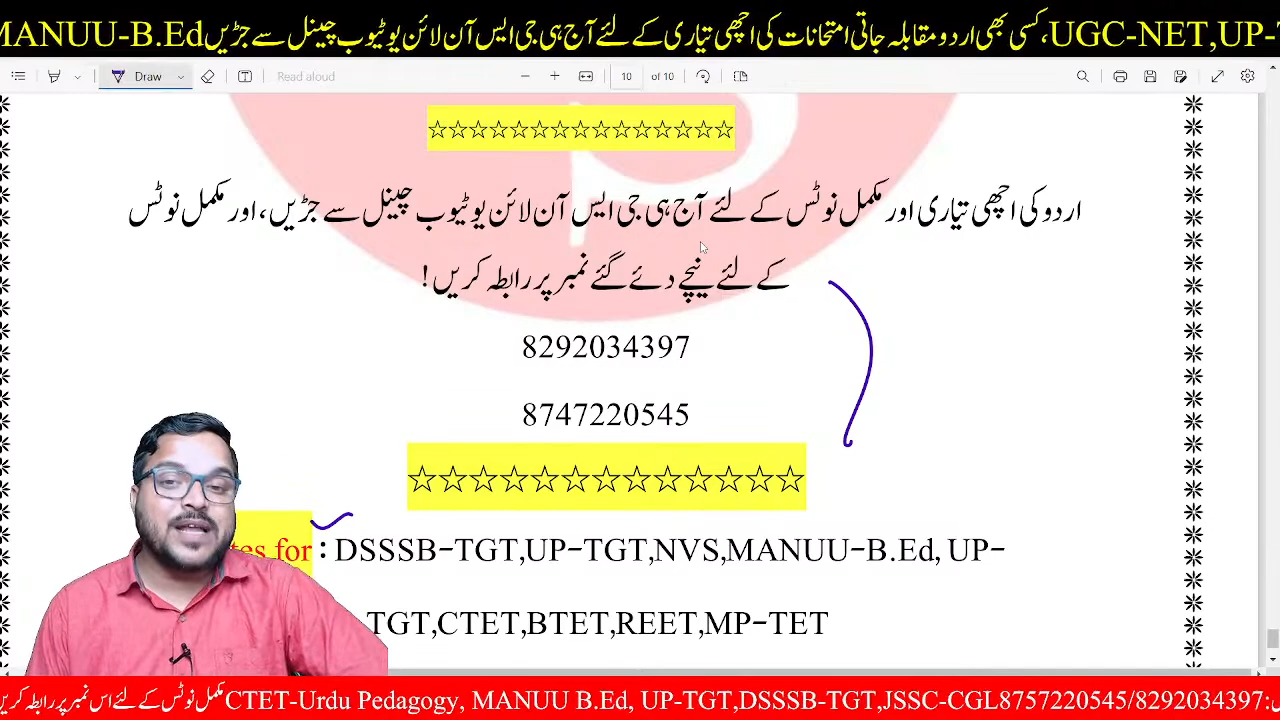 UGC-NET,UP-T ،کسی بھی اردو مقابلہ جاتی امتحانات کی اچھی تیاری کے لئے آج ہی جی ایس آن لائن یوٹیوب چینل سے جڑیں MANUU-B.Ed
Draw
Read aloud
10 of 10
☆☆☆☆☆☆☆☆☆☆☆☆☆☆☆
اردو کی اچھی تیاری اور مکمل نوٹس کے لئے آج ہی جی ایس آن لائن یوٹیوب چینل سے جڑیں، اور مکمل نوٹس
کے لئے نیچے دئے گئے نمبر پر رابطہ کریں!
8292034397
8747220545
☆☆☆☆☆☆☆☆☆☆☆☆☆
tes for : DSSSB-TGT,UP-TGT,NVS,MANUU-B.Ed, UP-
TGT,CTET,BTET,REET,MP-TET
مکمل نوٹس کے لئے اس نمبر پر رابطہ کریں CTET-Urdu Pedagogy, MANUU B.Ed, UP-TGT,DSSSB-TGT,JSSC-CGL8757220545/8292034397: